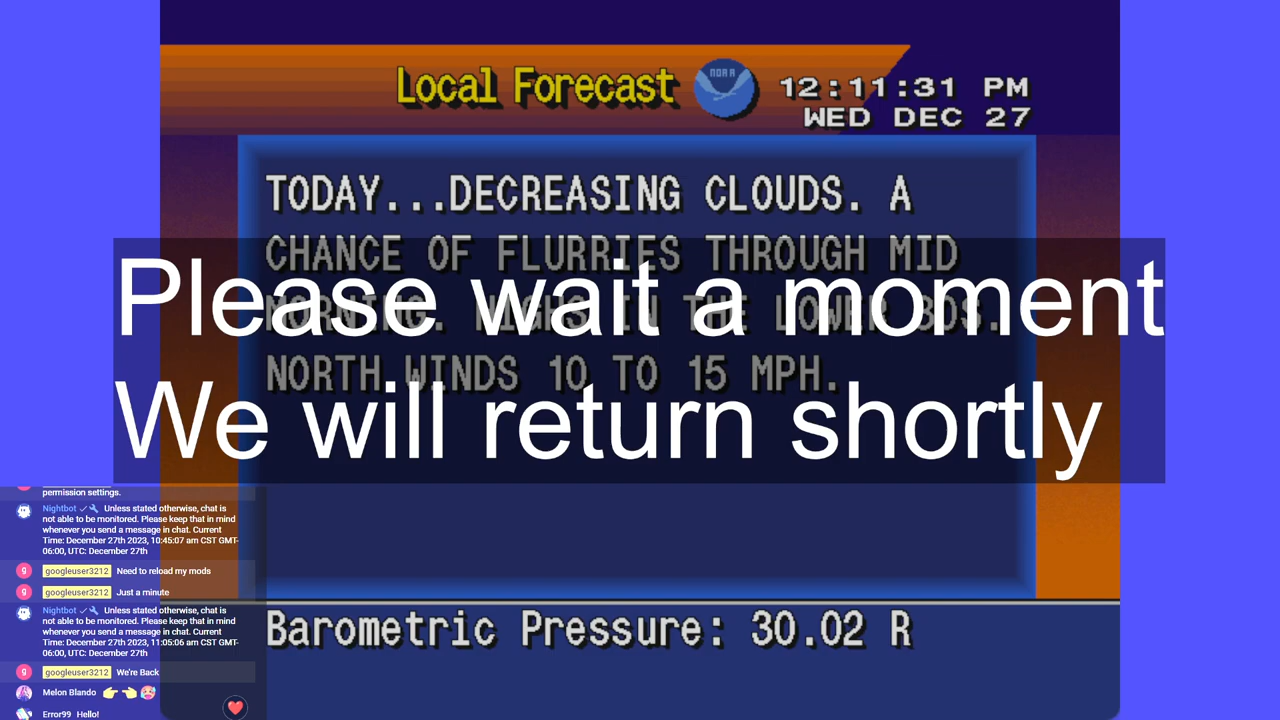 Local Forecast
NOAA
12:11:31 PM
WED DEC 27
TODAY...DECREASING CLOUDS. A
CHANCE OF FLURRIES THROUGH MID
MORNING. HIGHS IN THE LOWER 30S.
NORTH WINDS 10 TO 15 MPH.
Please wait a moment
We will return shortly
Barometric Pressure: 30.02 R
permission settings.
Nightbot Unless stated otherwise, chat is
not able to be monitored. Please keep that in mind
whenever you send a message in chat. Current
Time: December 27th 2023, 10:45:07 am CST GMT-
06:00, UTC: December 27th
g googleuser3212 Need to reload my mods
g googleuser3212 Just a minute
Nightbot Unless stated otherwise, chat is
not able to be monitored. Please keep that in mind
whenever you send a message in chat. Current
Time: December 27th 2023, 11:05:06 am CST GMT-
06:00, UTC: December 27th
g googleuser3212 We're Back
Melon Blando 👉👈🥵
Error99 Hello!